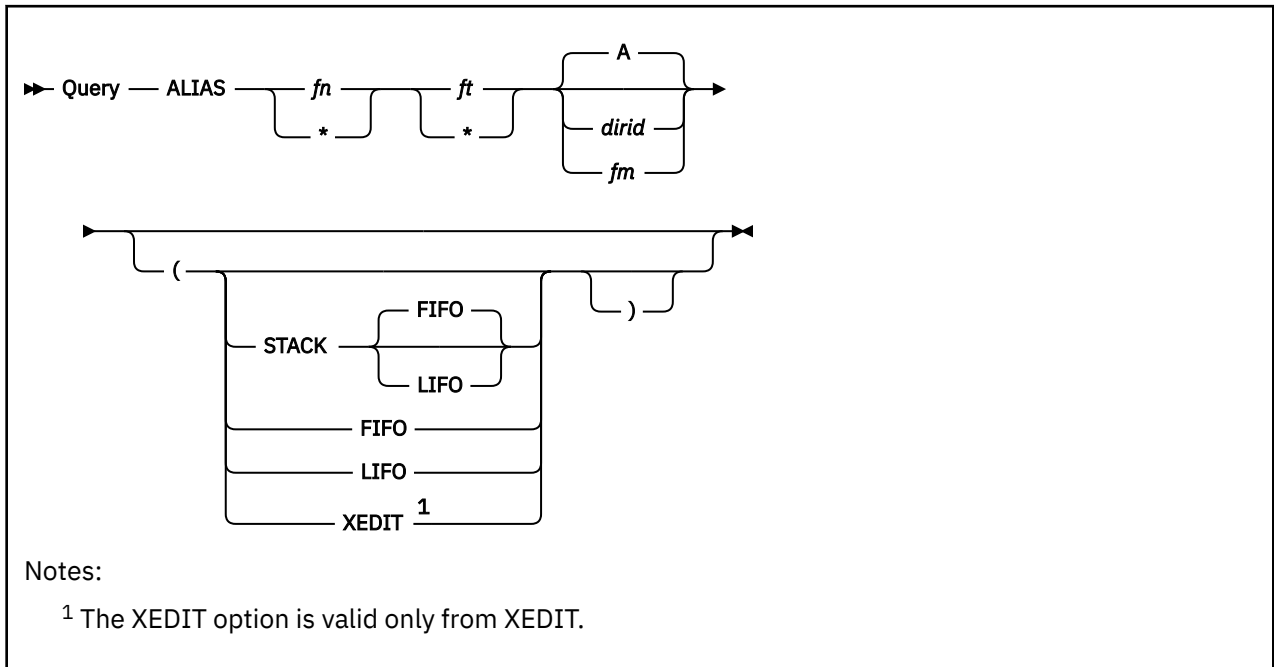 A
Query ALIAS fn ft
* * dirid
fm
(
FIFO )
STACK
LIFO
FIFO
LIFO
XEDIT 1
Notes:
1 The XEDIT option is valid only from XEDIT.